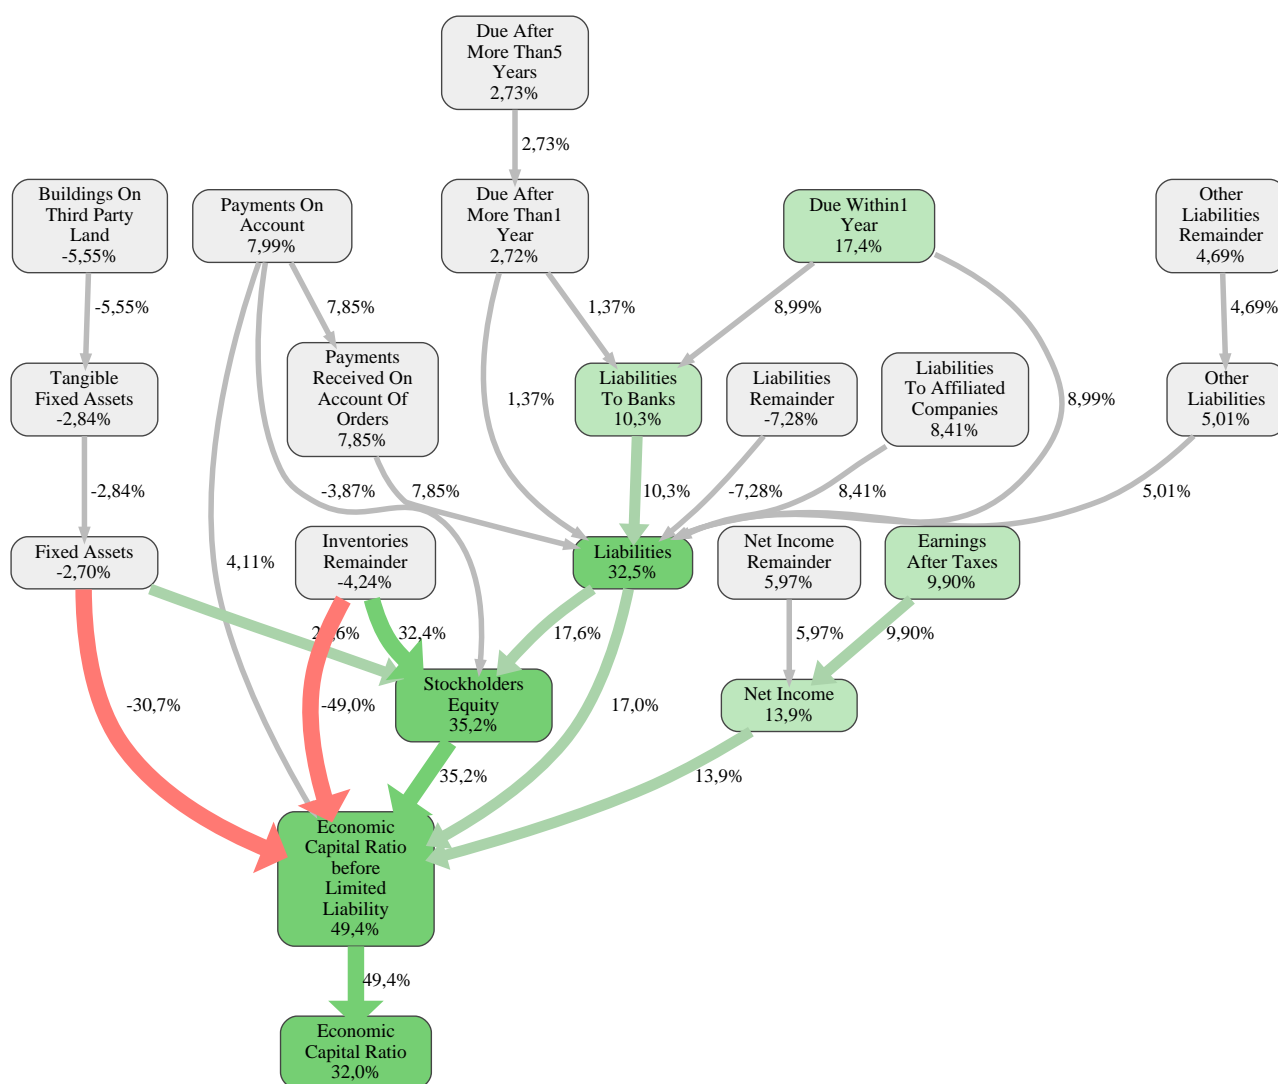 Due After
More Than5
Years
2,73%
2,73%
Buildings On
Third Party
Land
-5,55%
Payments On
Account
7,99%
Due After
More Than1
Year
2,72%
Due Within1
Year
17,4%
Other
Liabilities
Remainder
4,69%
-5,55%
7,85%
1,37%
8,99%
4,69%
Tangible
Fixed Assets
-2,84%
Payments
Received On
Account Of
Orders
7,85%
1,37%
Liabilities
To Banks
10,3%
Liabilities
Remainder
-7,28%
Liabilities
To Affiliated
Companies
8,41%
8,99%
Other
Liabilities
5,01%
-2,84%
-3,87%
7,85%
10,3%
-7,28%
8,41%
5,01%
Fixed Assets
-2,70%
4,11%
Inventories
Remainder
-4,24%
Liabilities
32,5%
Net Income
Remainder
5,97%
Earnings
After Taxes
9,90%
32,4%
17,6%
5,97%
9,90%
-30,7%
-49,0%
Stockholders
Equity
35,2%
17,0%
Net Income
13,9%
35,2%
13,9%
Economic
Capital Ratio
before
Limited
Liability
49,4%
49,4%
Economic
Capital Ratio
32,0%